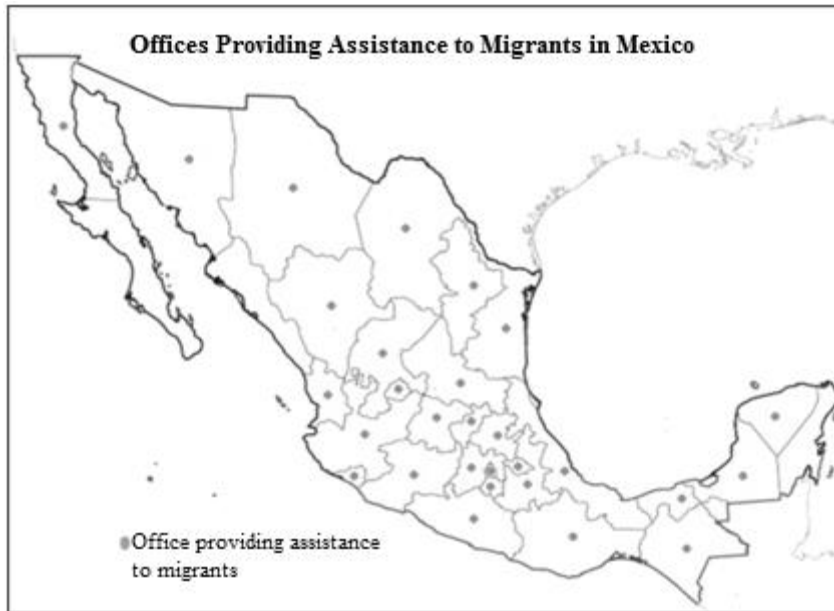 Offices Providing Assistance to Migrants in Mexico
Office providing assistance
to migrants